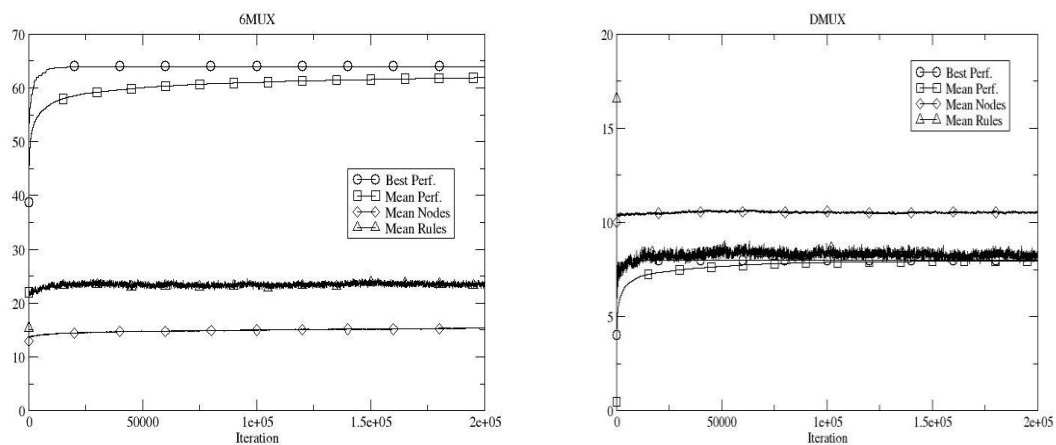 6MUX
70
60
50
40
30
20
10
0
0
50000
1e+05
1.5e+05
2e+05
Iteration
Best Perf.
Mean Perf.
Mean Nodes
Mean Rules
DMUX
20
15
10
5
0
0
50000
1e+05
1.5e+05
2e+05
Iteration
Best Perf.
Mean Perf.
Mean Nodes
Mean Rules